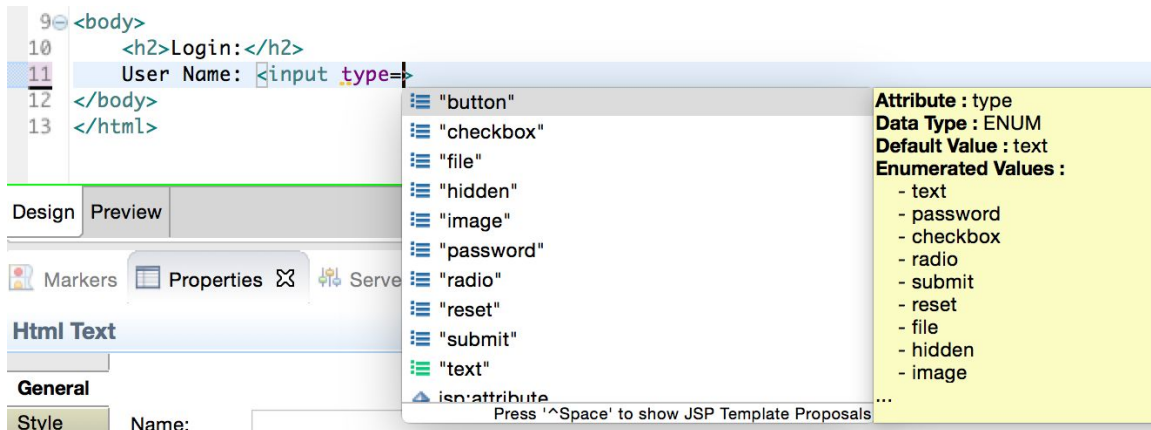 9 <body>
10 <h2>Login:</h2>
11 User Name: <input type=>
12 </body>
13 </html>
"button"
"checkbox"
"file"
"hidden"
"image"
"password"
"radio"
"reset"
"submit"
"text"
jsp:attribute
Press '^Space' to show JSP Template Proposals
Attribute : type
Data Type : ENUM
Default Value : text
Enumerated Values :
- text
- password
- checkbox
- radio
- submit
- reset
- file
- hidden
- image
...
Design Preview
Markers Properties Serve
Html Text
General
Style Name: